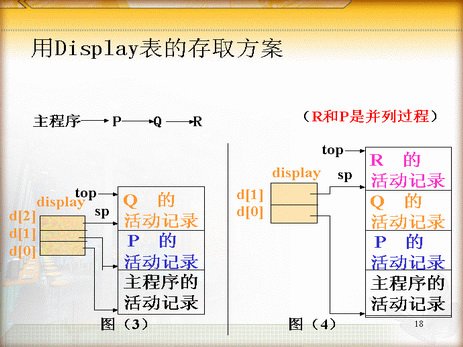 用Display表的存取方案
主程序 P Q R
（R和P是并列过程）
top
display
sp
d[2]
d[1]
d[0]
Q 的
活动记录
P 的
活动记录
主程序的
活动记录
图（3）
top
sp
display
d[1]
d[0]
R 的
活动记录
Q 的
活动记录
P 的
活动记录
主程序的
活动记录
图（4）
18